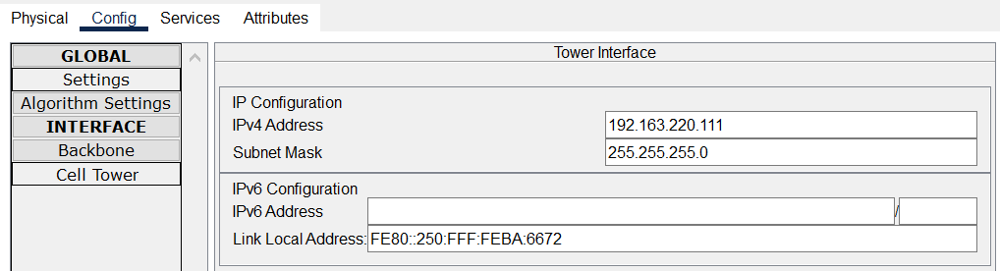 Physical Config Services Attributes
GLOBAL
Settings
Algorithm Settings
INTERFACE
Backbone
Cell Tower
Tower Interface
IP Configuration
IPv4 Address 192.163.220.111
Subnet Mask 255.255.255.0
IPv6 Configuration
IPv6 Address /
Link Local Address: FE80::250:FFF:FEBA:6672